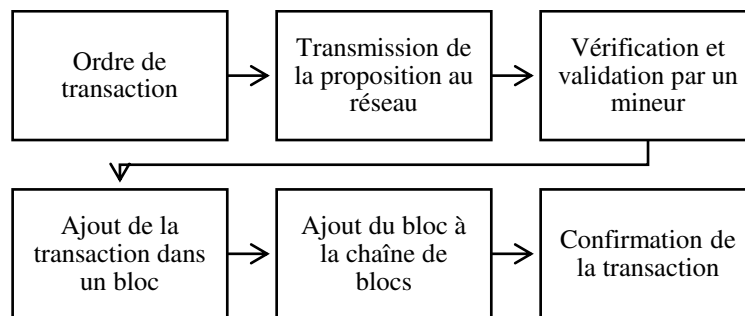 Ordre de
transaction
Transmission de
la proposition au
réseau
Vérification et
validation par un
mineur
Ajout de la
transaction dans
un bloc
Ajout du bloc à
la chaîne de
blocs
Confirmation de
la transaction